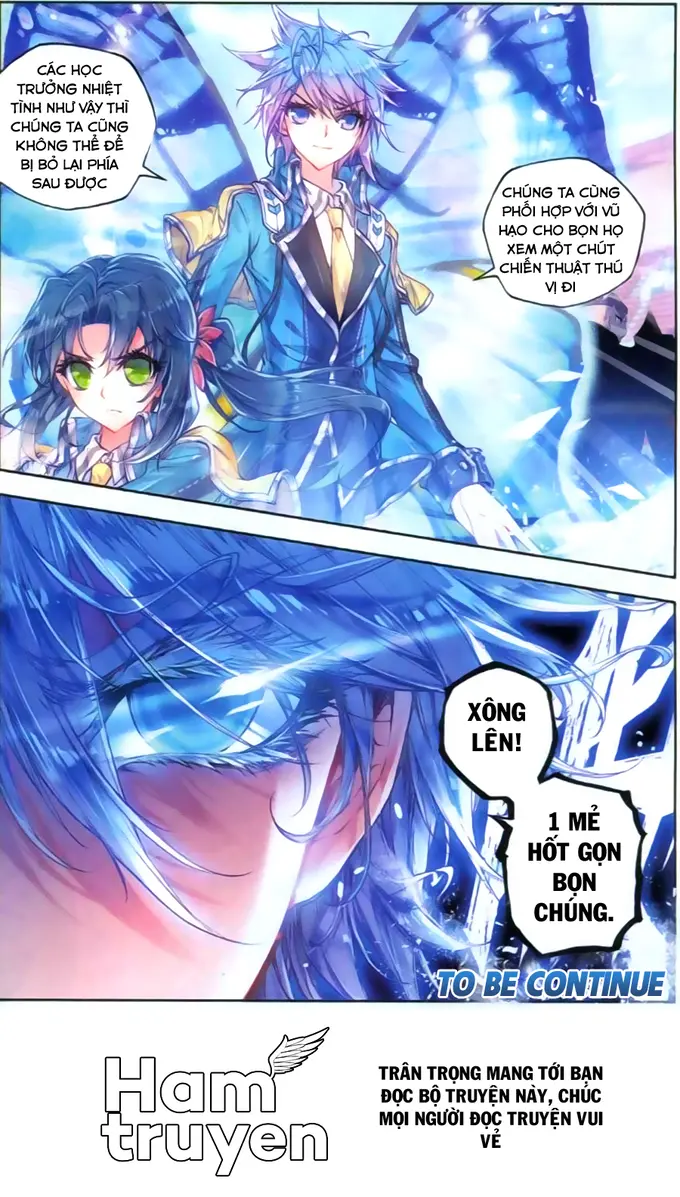 CÁC HỌC
TRƯỞNG NHIỆT
TÌNH NHƯ VẬY THÌ
CHÚNG TA CŨNG
KHÔNG THỂ ĐỂ
BỊ BỎ LẠI PHÍA
SAU ĐƯỢC
CHÚNG TA CÙNG
PHỐI HỢP VỚI VŨ
HẠO CHO BỌN HỌ
XEM MỘT CHÚT
CHIẾN THUẬT THÚ
VỊ ĐI
XÔNG
LÊN!
1 MẺ
HỐT GỌN
BỌN
CHÚNG.
TO BE CONTINUE
Ham
truyen
TRÂN TRỌNG MANG TỚI BẠN
ĐỌC BỘ TRUYỆN NÀY, CHÚC
MỌI NGƯỜI ĐỌC TRUYỆN VUI
VẺ